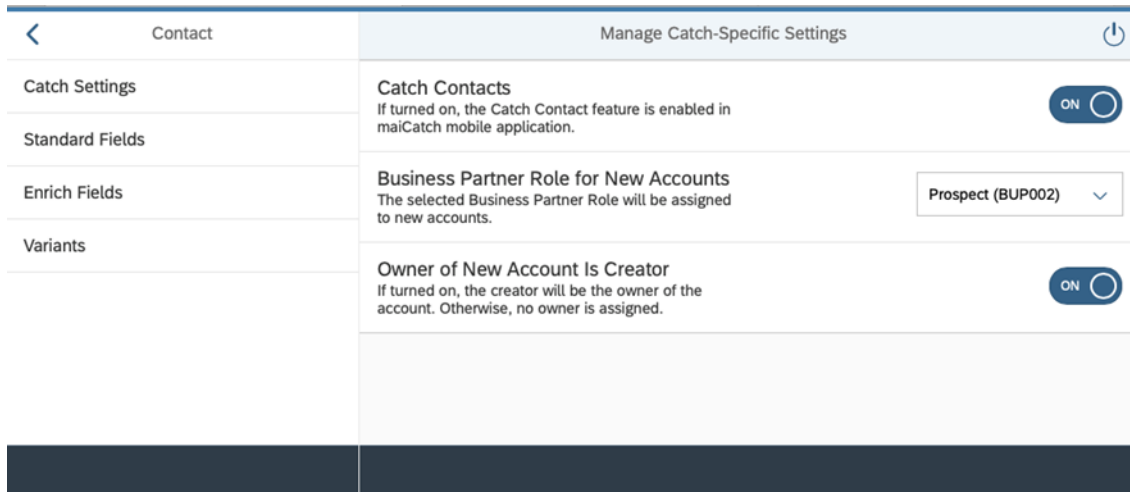 Contact
Manage Catch-Specific Settings
Catch Settings
Standard Fields
Enrich Fields
Variants
Catch Contacts
If turned on, the Catch Contact feature is enabled in
maiCatch mobile application.
ON
Business Partner Role for New Accounts
The selected Business Partner Role will be assigned
to new accounts.
Prospect (BUP002)
Owner of New Account Is Creator
If turned on, the creator will be the owner of the
account. Otherwise, no owner is assigned.
ON